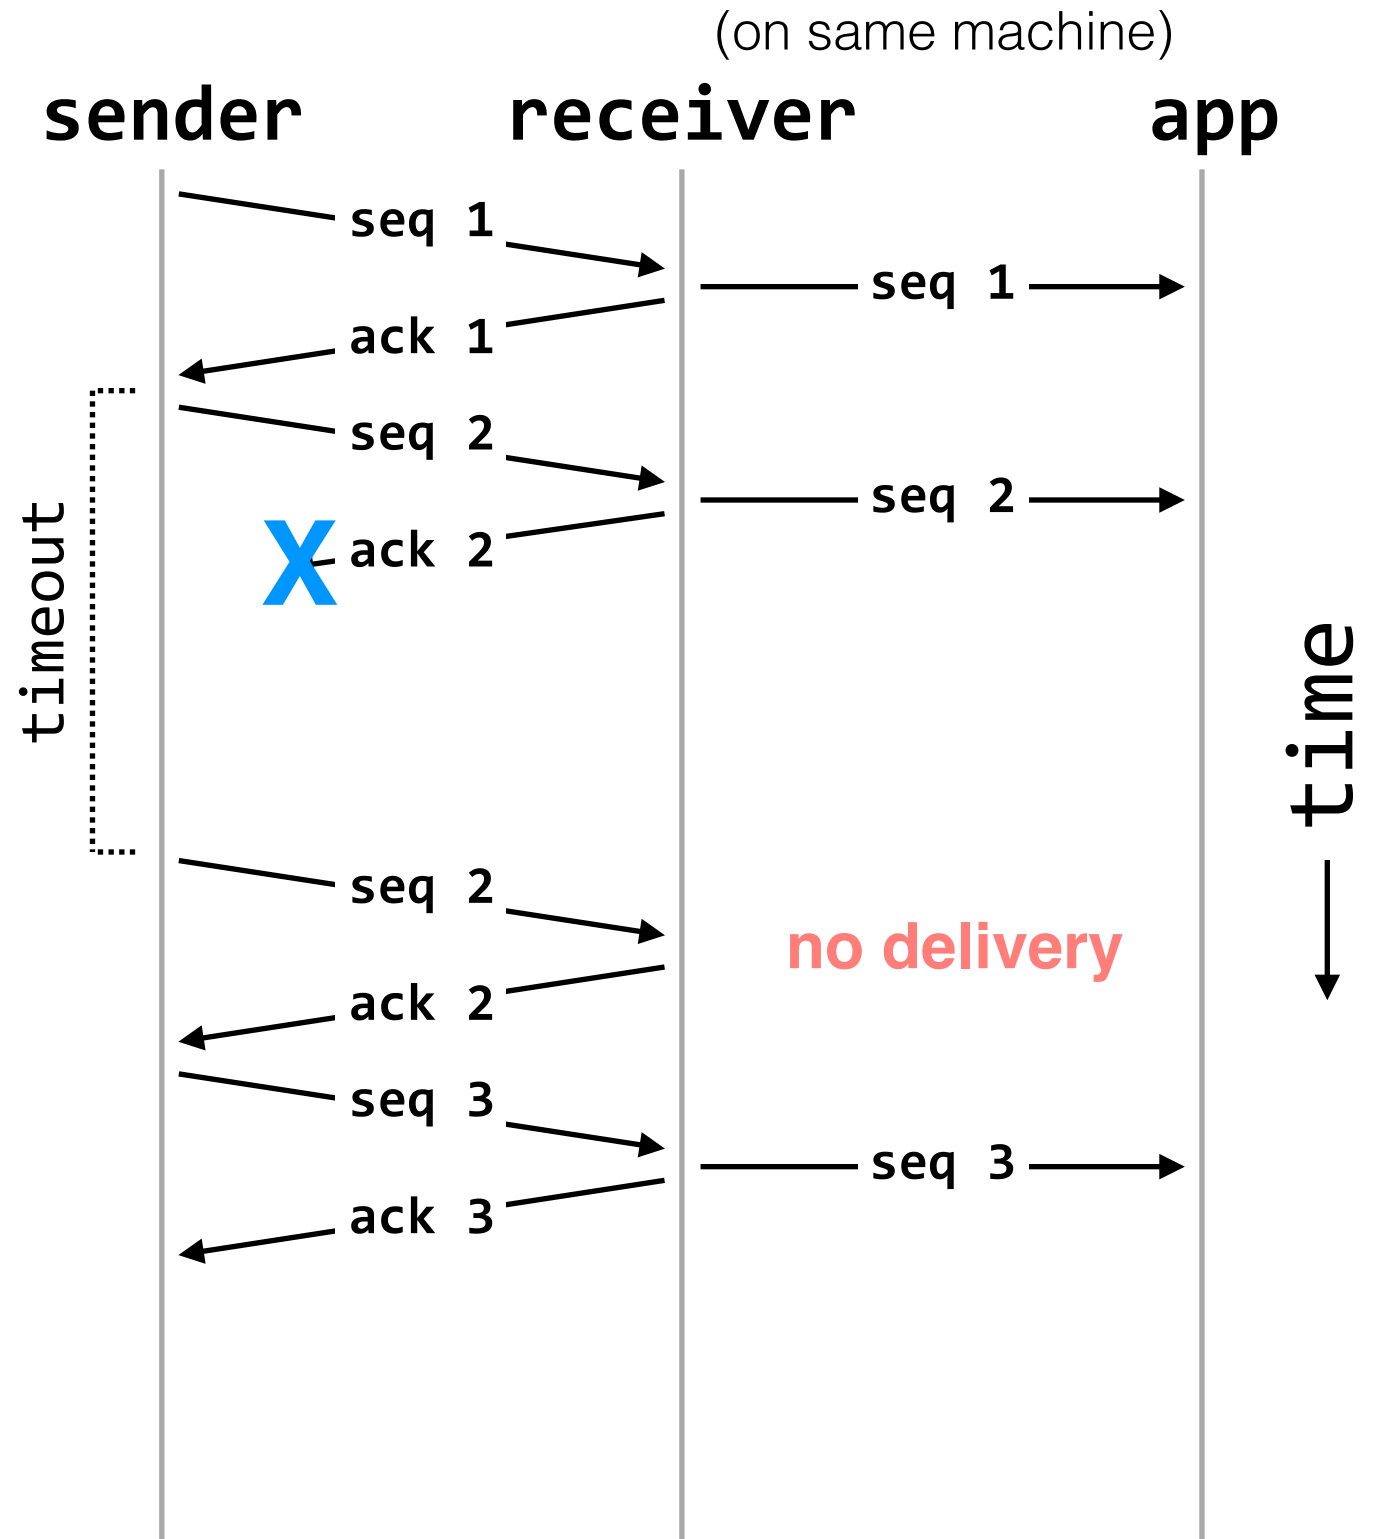 (on same machine)
sender receiver app
seq 1
seq 1
ack 1
seq 2
seq 2
X ack 2
timeout
time
seq 2
no delivery
ack 2
seq 3
seq 3
ack 3